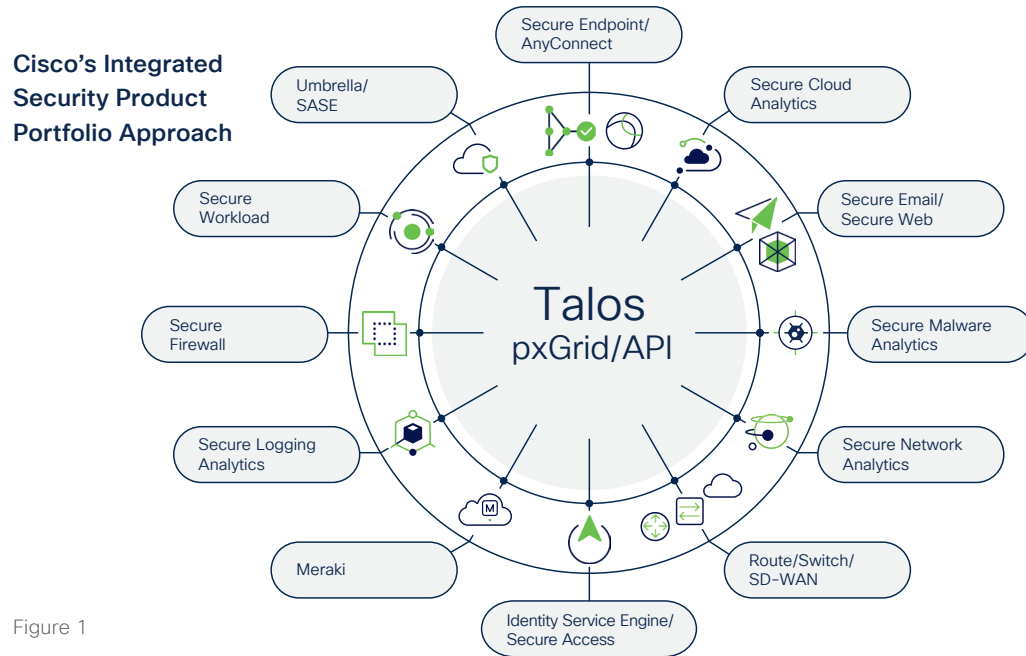 Cisco's Integrated
Security Product
Portfolio Approach
Secure Endpoint/
AnyConnect
Umbrella/
SASE
Secure Cloud
Analytics
Secure
Workload
Secure Email/
Secure Web
Talos
pxGrid/API
Secure
Firewall
Secure Malware
Analytics
Secure Logging
Analytics
Secure Network
Analytics
M
Meraki
Route/Switch/
SD-WAN
Identity Service Engine/
Secure Access
Figure 1